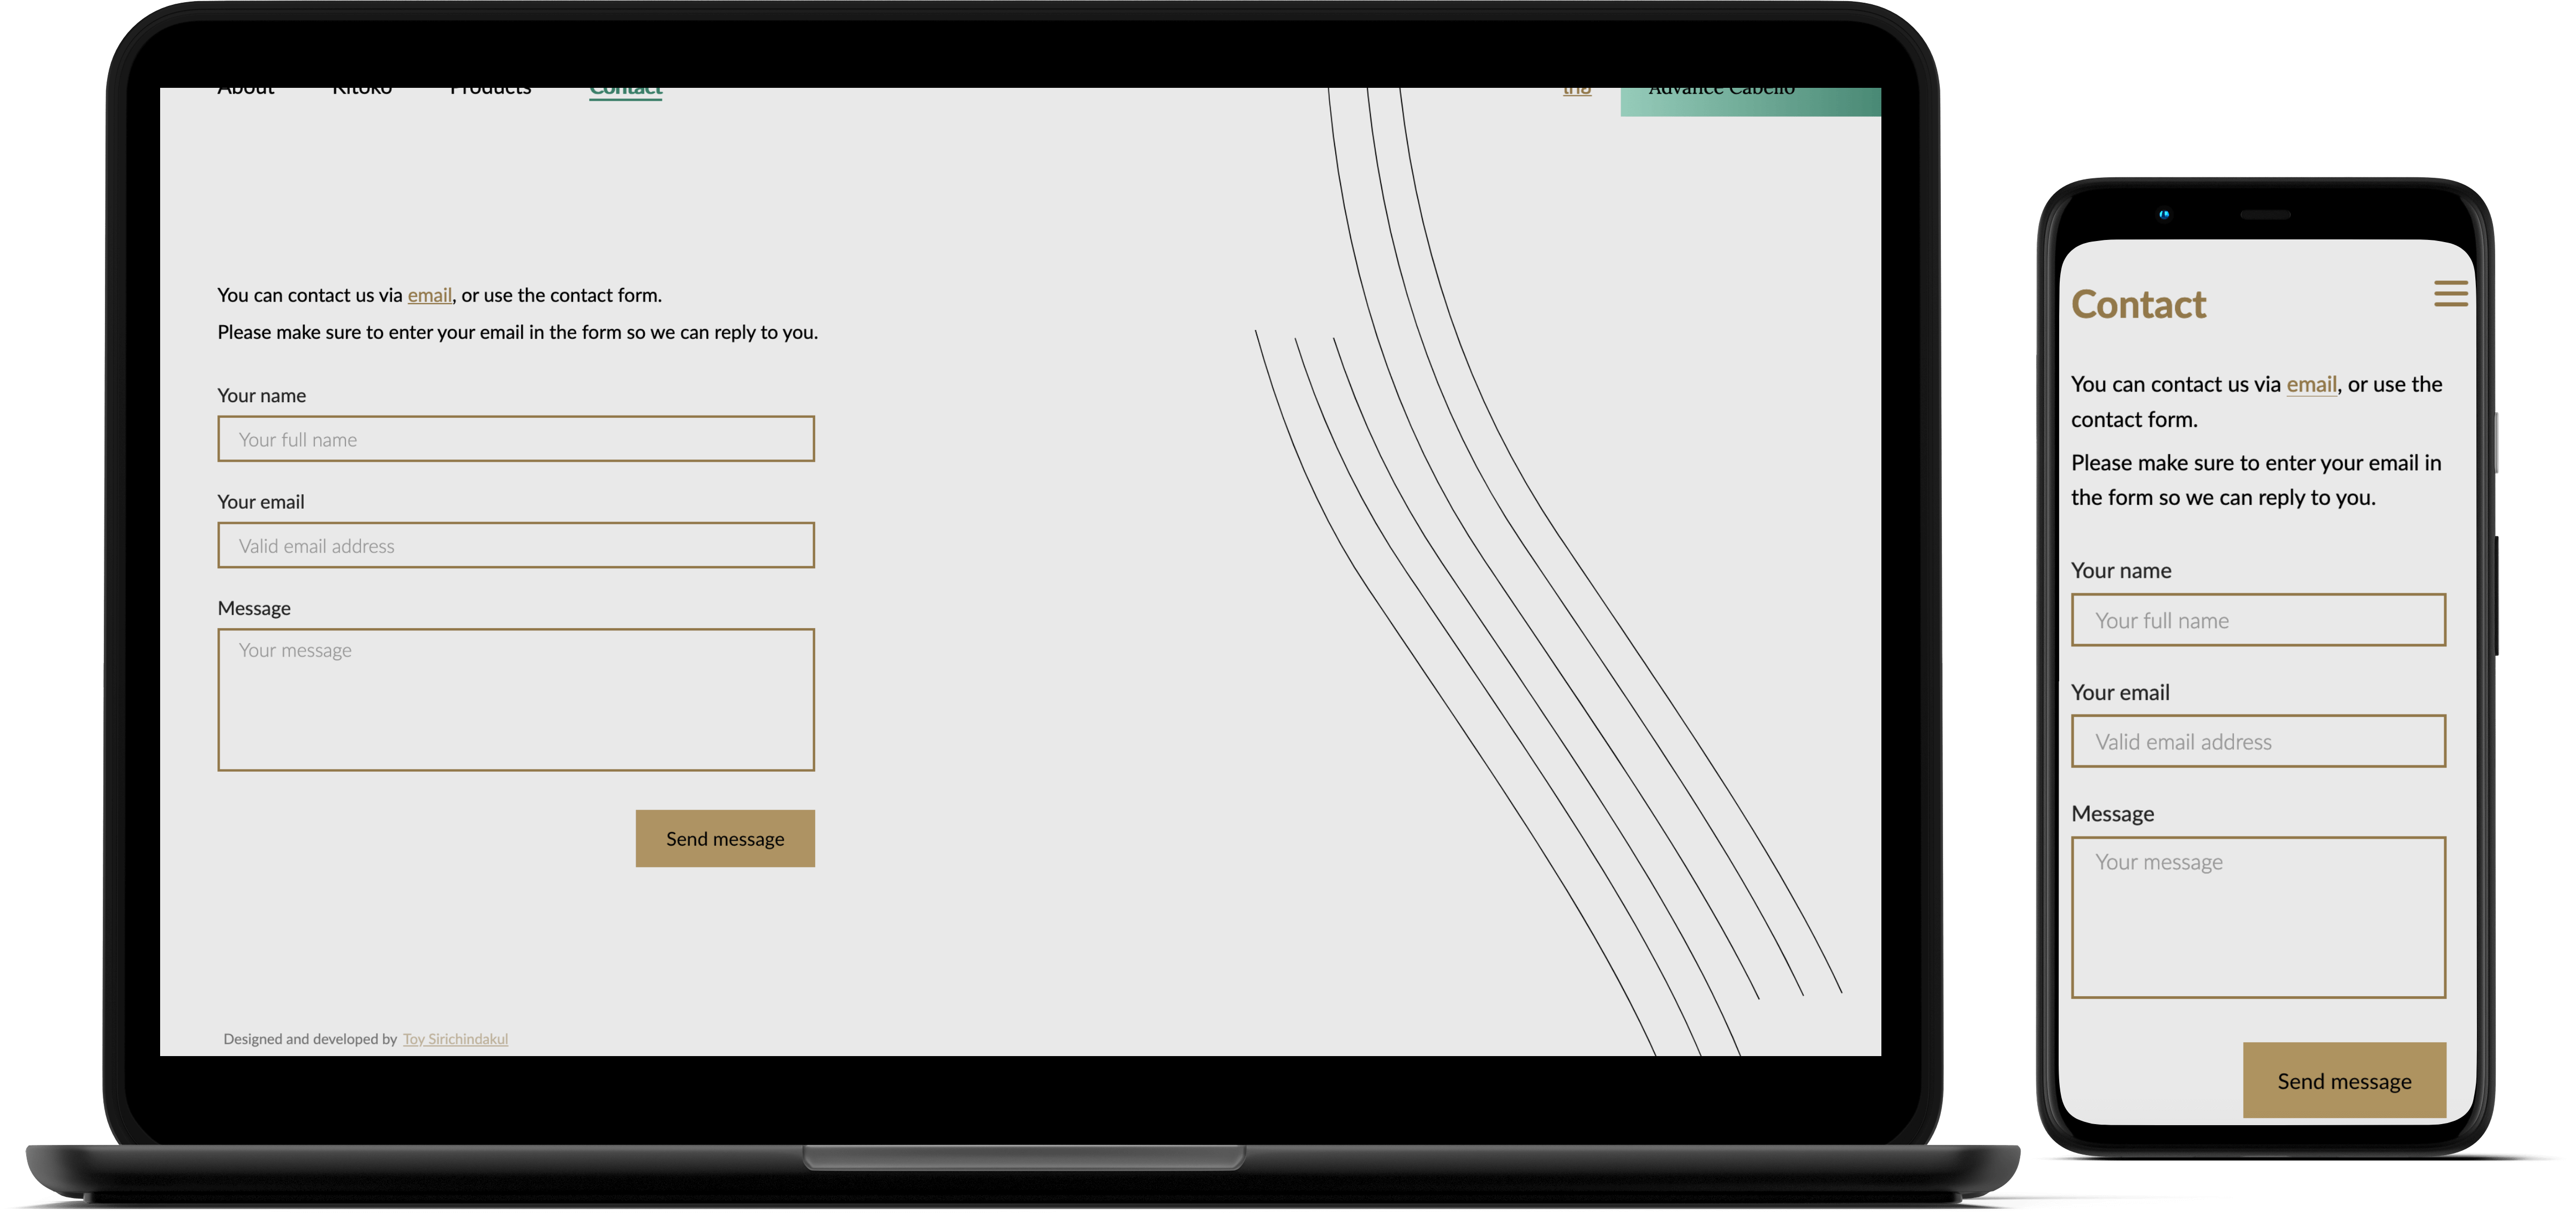 About Kitoko Products Contact
Advance Cabello
You can contact us via email, or use the contact form.
Please make sure to enter your email in the form so we can reply to you.
Your name
Your full name
Your email
Valid email address
Message
Your message
Send message
Designed and developed by Toy Sirichindakul
Contact
You can contact us via email, or use the
contact form.
Please make sure to enter your email in
the form so we can reply to you.
Your name
Your full name
Your email
Valid email address
Message
Your message
Send message